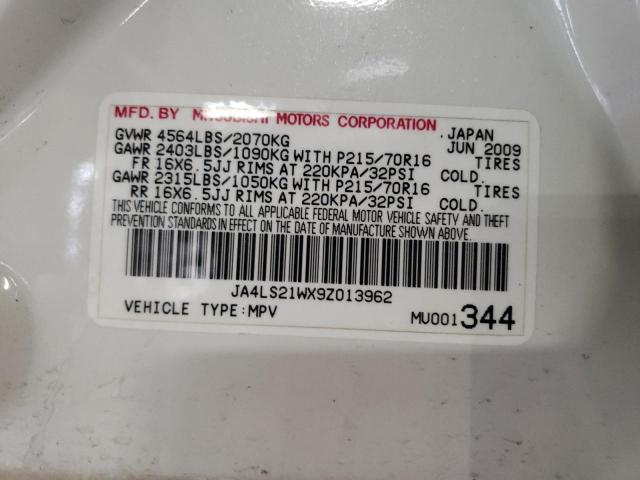 MFD. BY MITSUBISHI MOTORS CORPORATION
GVWR 4564LBS/2070KG JAPAN JUN 2009
GAWR 2403LBS/1090KG WITH P215/70R16 TIRES
FR 16X6.5JJ RIMS AT 220KPA/32PSI COLD.
GAWR 2315LBS/1050KG WITH P215/70R16 TIRES
RR 16X6.5JJ RIMS AT 220KPA/32PSI COLD.
THIS VEHICLE CONFORMS TO ALL APPLICABLE FEDERAL MOTOR VEHICLE SAFETY AND THEFT
PREVENTION STANDARDS IN EFFECT ON THE DATE OF MANUFACTURE SHOWN ABOVE.
JA4LS21WX9Z013962
VEHICLE TYPE:MPV MU001344